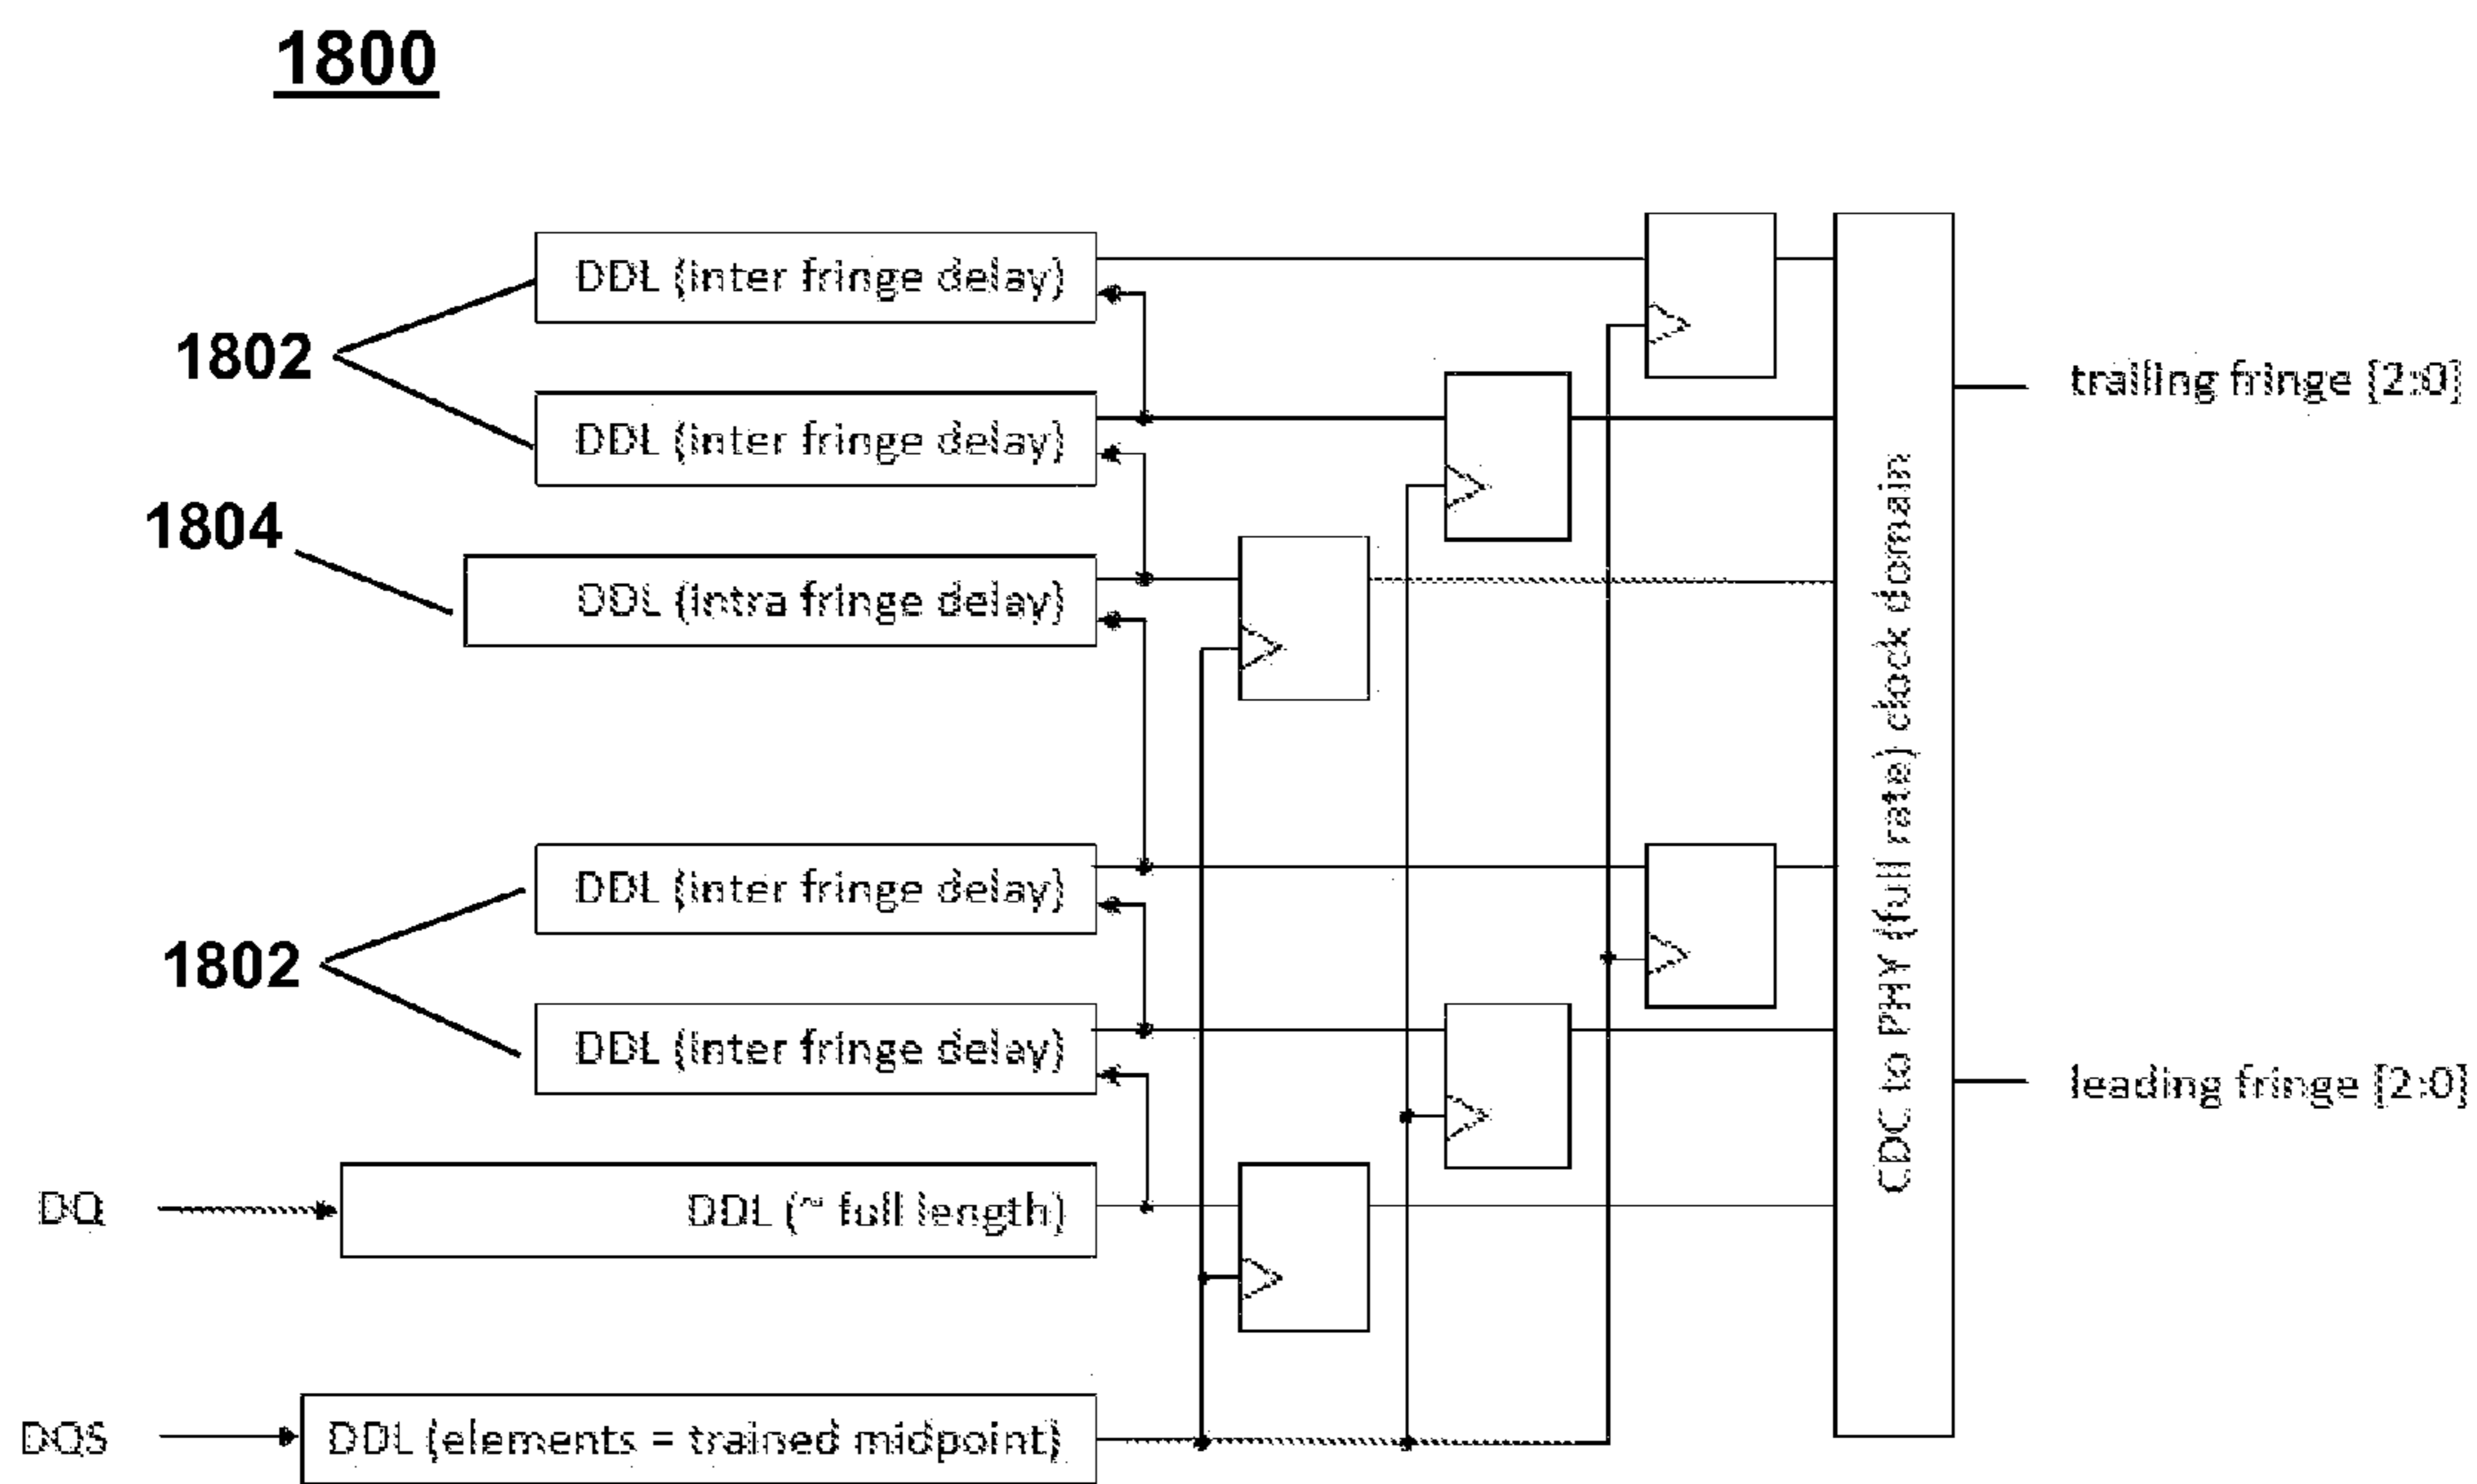 1800
DDL (inter fringe delay)
1802
trailing fringe [2:0]
DDL (inter fringe delay)
1804
DDL (intra fringe delay)
CDC to PHY (full rate) clock domain
DDL (inter fringe delay)
1802
DDL (inter fringe delay)
leading fringe [2:0]
DQ
DDL (~ full length)
DQS
DDL (elements = trained midpoint)